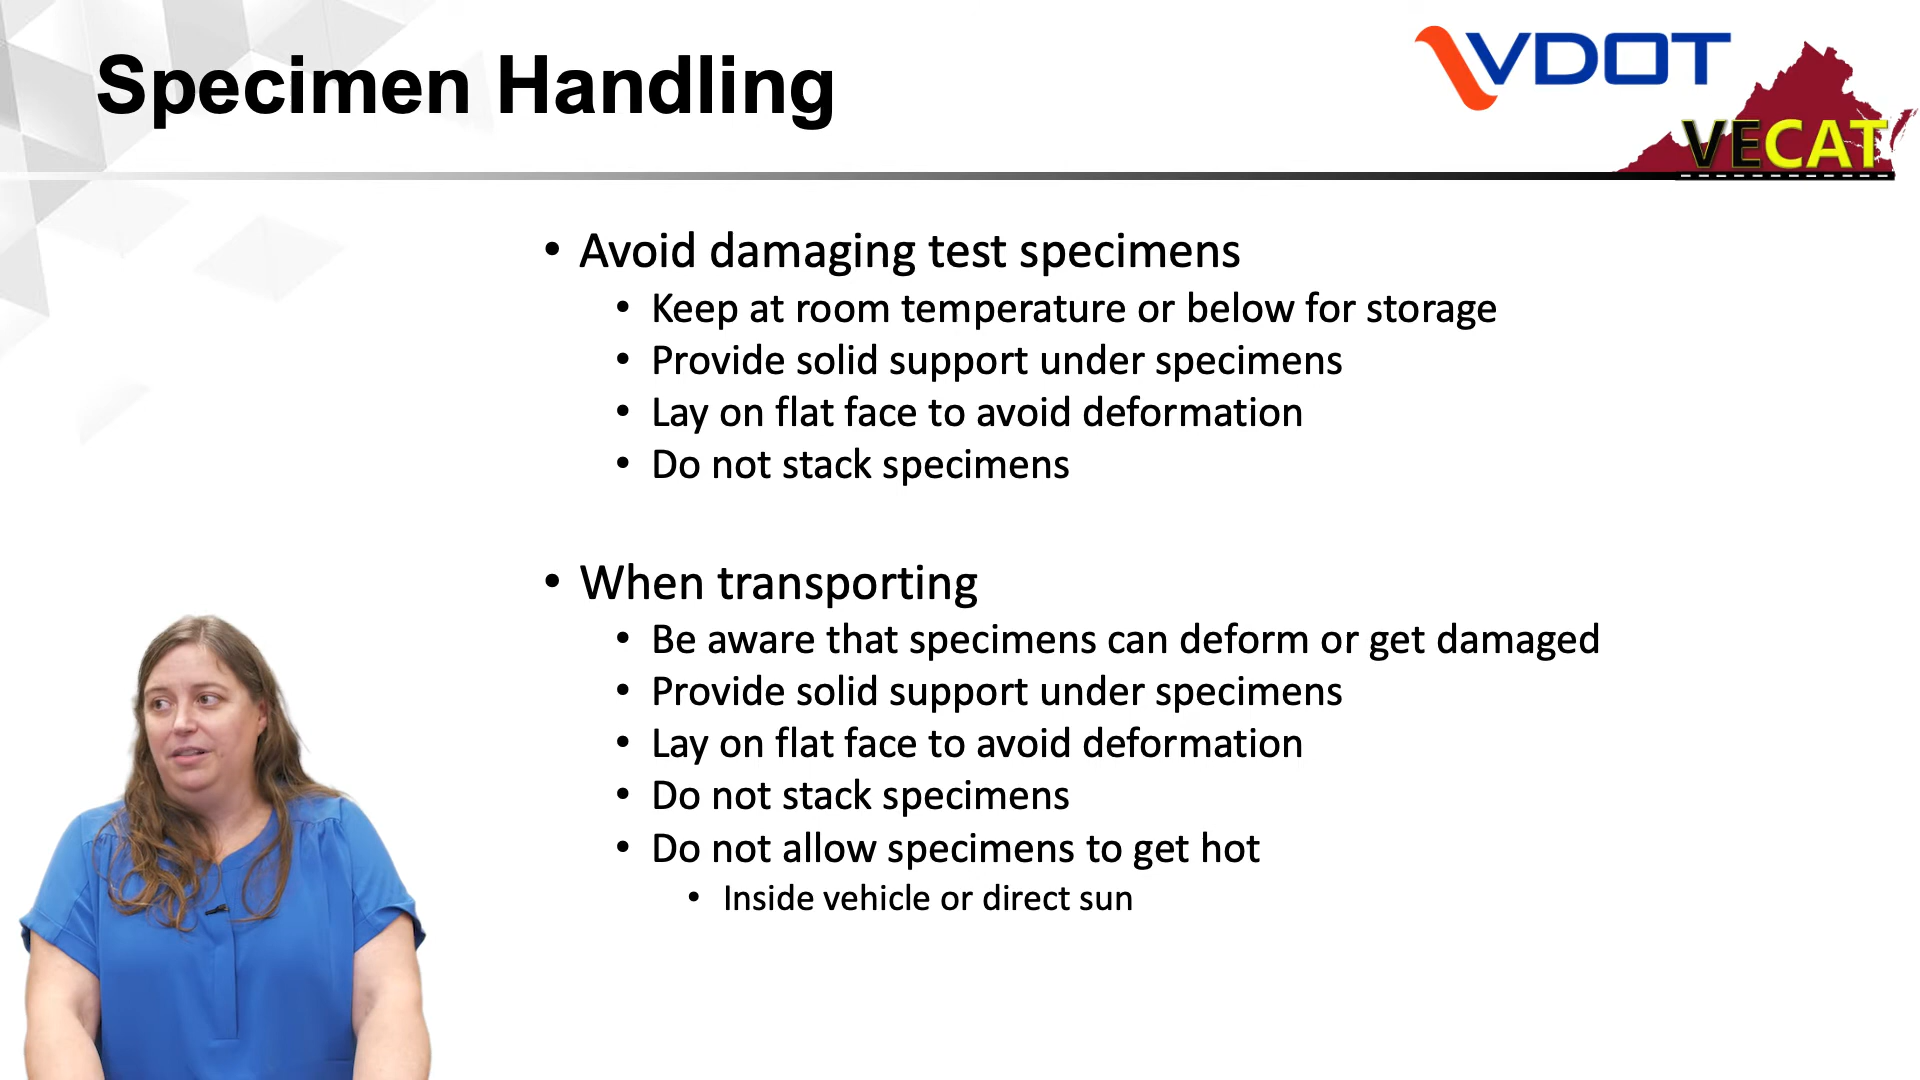 Specimen Handling
VDOT
VECAT
• Avoid damaging test specimens
• Keep at room temperature or below for storage
• Provide solid support under specimens
• Lay on flat face to avoid deformation
• Do not stack specimens
• When transporting
• Be aware that specimens can deform or get damaged
• Provide solid support under specimens
• Lay on flat face to avoid deformation
• Do not stack specimens
• Do not allow specimens to get hot
• Inside vehicle or direct sun